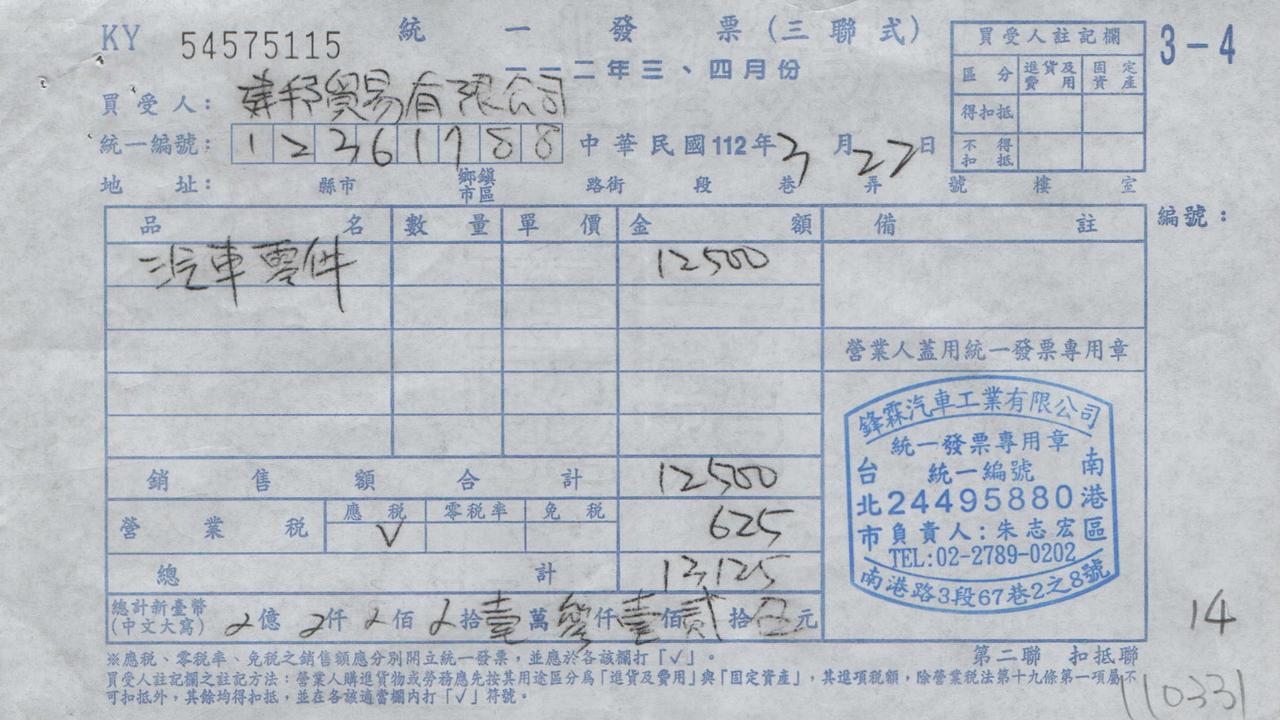 KY 54575115 統一發票(三聯式)
一一二年三、四月份
3-4
買受人註記欄
區分 進貨及費用 固定資產
得扣抵
不得扣抵
買受人: 葦邦貿易有限公司
統一編號: 12361788 中華民國112年3月27日
地址: 縣市 鄉鎮市區 路街 段 巷 弄 號 樓 室
品名 數量 單價 金額 備註 編號:
汽車零件 12500
營業人蓋用統一發票專用章
銷售額合計 12500
營業稅 應稅 零稅率 免稅 625
V
總計 13,125
總計新臺幣(中文大寫) 億 仟 佰 拾壹萬參仟壹佰貳拾伍元
鋒霖汽車工業有限公司
統一發票專用章
統一編號
24495880
負責人:朱志宏
TEL:02-2789-0202
台北市南港區
南港路3段67巷2之8號
14
※應稅、零稅率、免稅之銷售額應分別開立統一發票,並應於各該欄打「√」。
第二聯 扣抵聯
買受人註記欄之註記方法:營業人購進貨物或勞務應先按其用途區分為「進貨及費用」與「固定資產」,其進項稅額,除營業稅法第十九條第一項屬不
可扣抵外,其餘均得扣抵,並在各該適當欄內打「√」符號。
110331